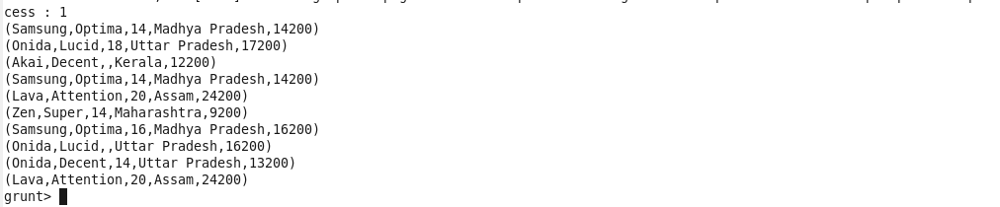 cess : 1
(Samsung,Optima,14,Madhya Pradesh,14200)
(Onida,Lucid,18,Uttar Pradesh,17200)
(Akai,Decent,,Kerala,12200)
(Samsung,Optima,14,Madhya Pradesh,14200)
(Lava,Attention,20,Assam,24200)
(Zen,Super,14,Maharashtra,9200)
(Samsung,Optima,16,Madhya Pradesh,16200)
(Onida,Lucid,,Uttar Pradesh,16200)
(Onida,Decent,14,Uttar Pradesh,13200)
(Lava,Attention,20,Assam,24200)
grunt>